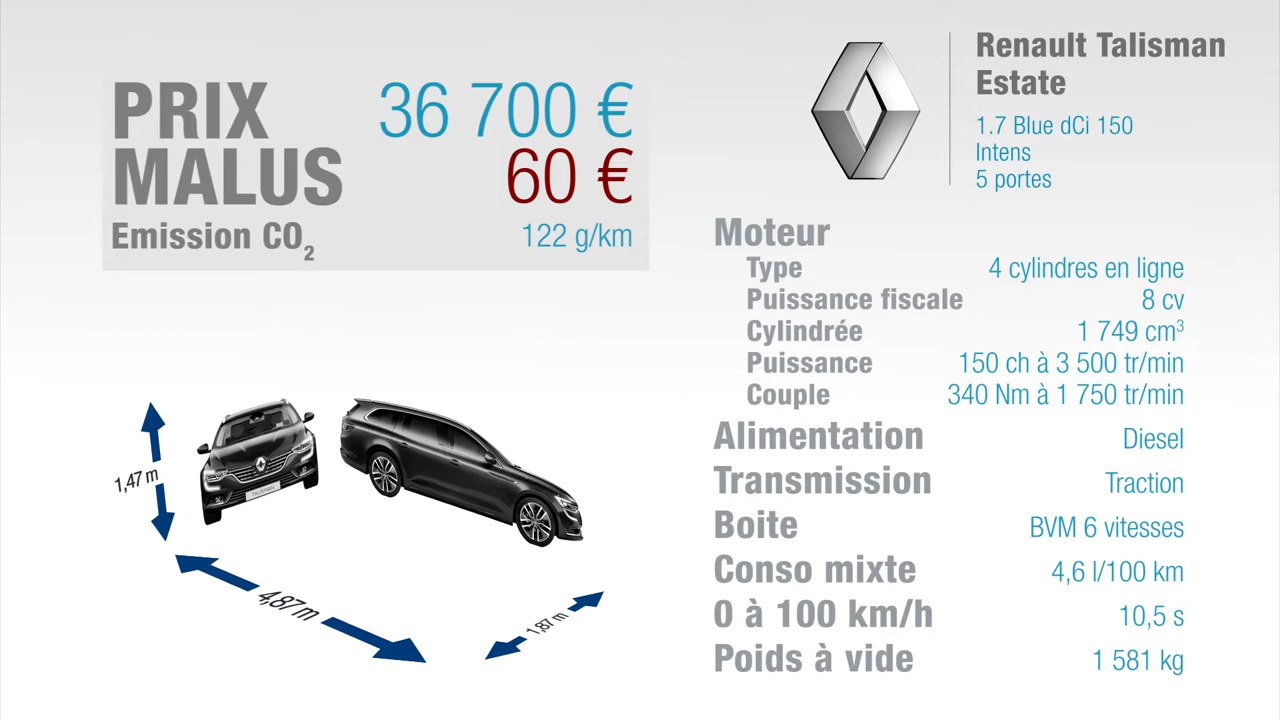 PRIX 36 700 €
MALUS 60 €
Emission CO₂ 122 g/km
Renault Talisman
Estate
1.7 Blue dCi 150
Intens
5 portes
Moteur
Type 4 cylindres en ligne
Puissance fiscale 8 cv
Cylindrée 1 749 cm³
Puissance 150 ch à 3 500 tr/min
Couple 340 Nm à 1 750 tr/min
Alimentation Diesel
Transmission Traction
Boite BVM 6 vitesses
Conso mixte 4,6 l/100 km
0 à 100 km/h 10,5 s
Poids à vide 1 581 kg
1,47 m
TALISMAN
4,87 m
1,87 m